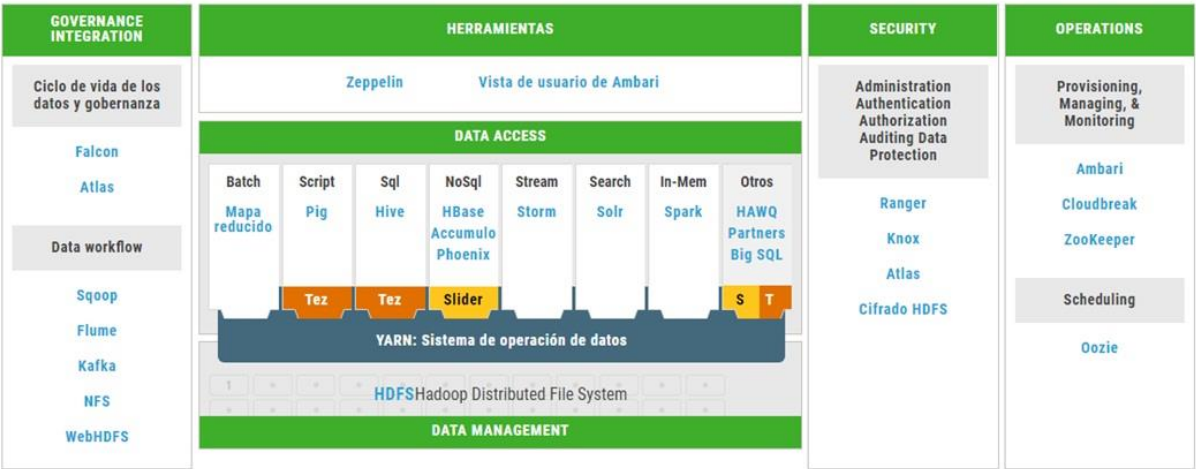 GOVERNANCE
INTEGRATION
Ciclo de vida de los
datos y gobernanza
Falcon
Atlas
Data workflow
Sqoop
Flume
Kafka
NFS
WebHDFS
HERRAMIENTAS
Zeppelin
Vista de usuario de Ambari
DATA ACCESS
Batch
Mapa
reducido
Script
Pig
Tez
Sql
Hive
Tez
NoSql
HBase
Accumulo
Phoenix
Slider
Stream
Storm
Search
Solr
In-Mem
Spark
Otros
HAWQ
Partners
Big SQL
S
T
YARN: Sistema de operación de datos
1
HDFSHadoop Distributed File System
DATA MANAGEMENT
SECURITY
Administration
Authentication
Authorization
Auditing Data
Protection
Ranger
Knox
Atlas
Cifrado HDFS
OPERATIONS
Provisioning,
Managing, &
Monitoring
Ambari
Cloudbreak
ZooKeeper
Scheduling
Oozie